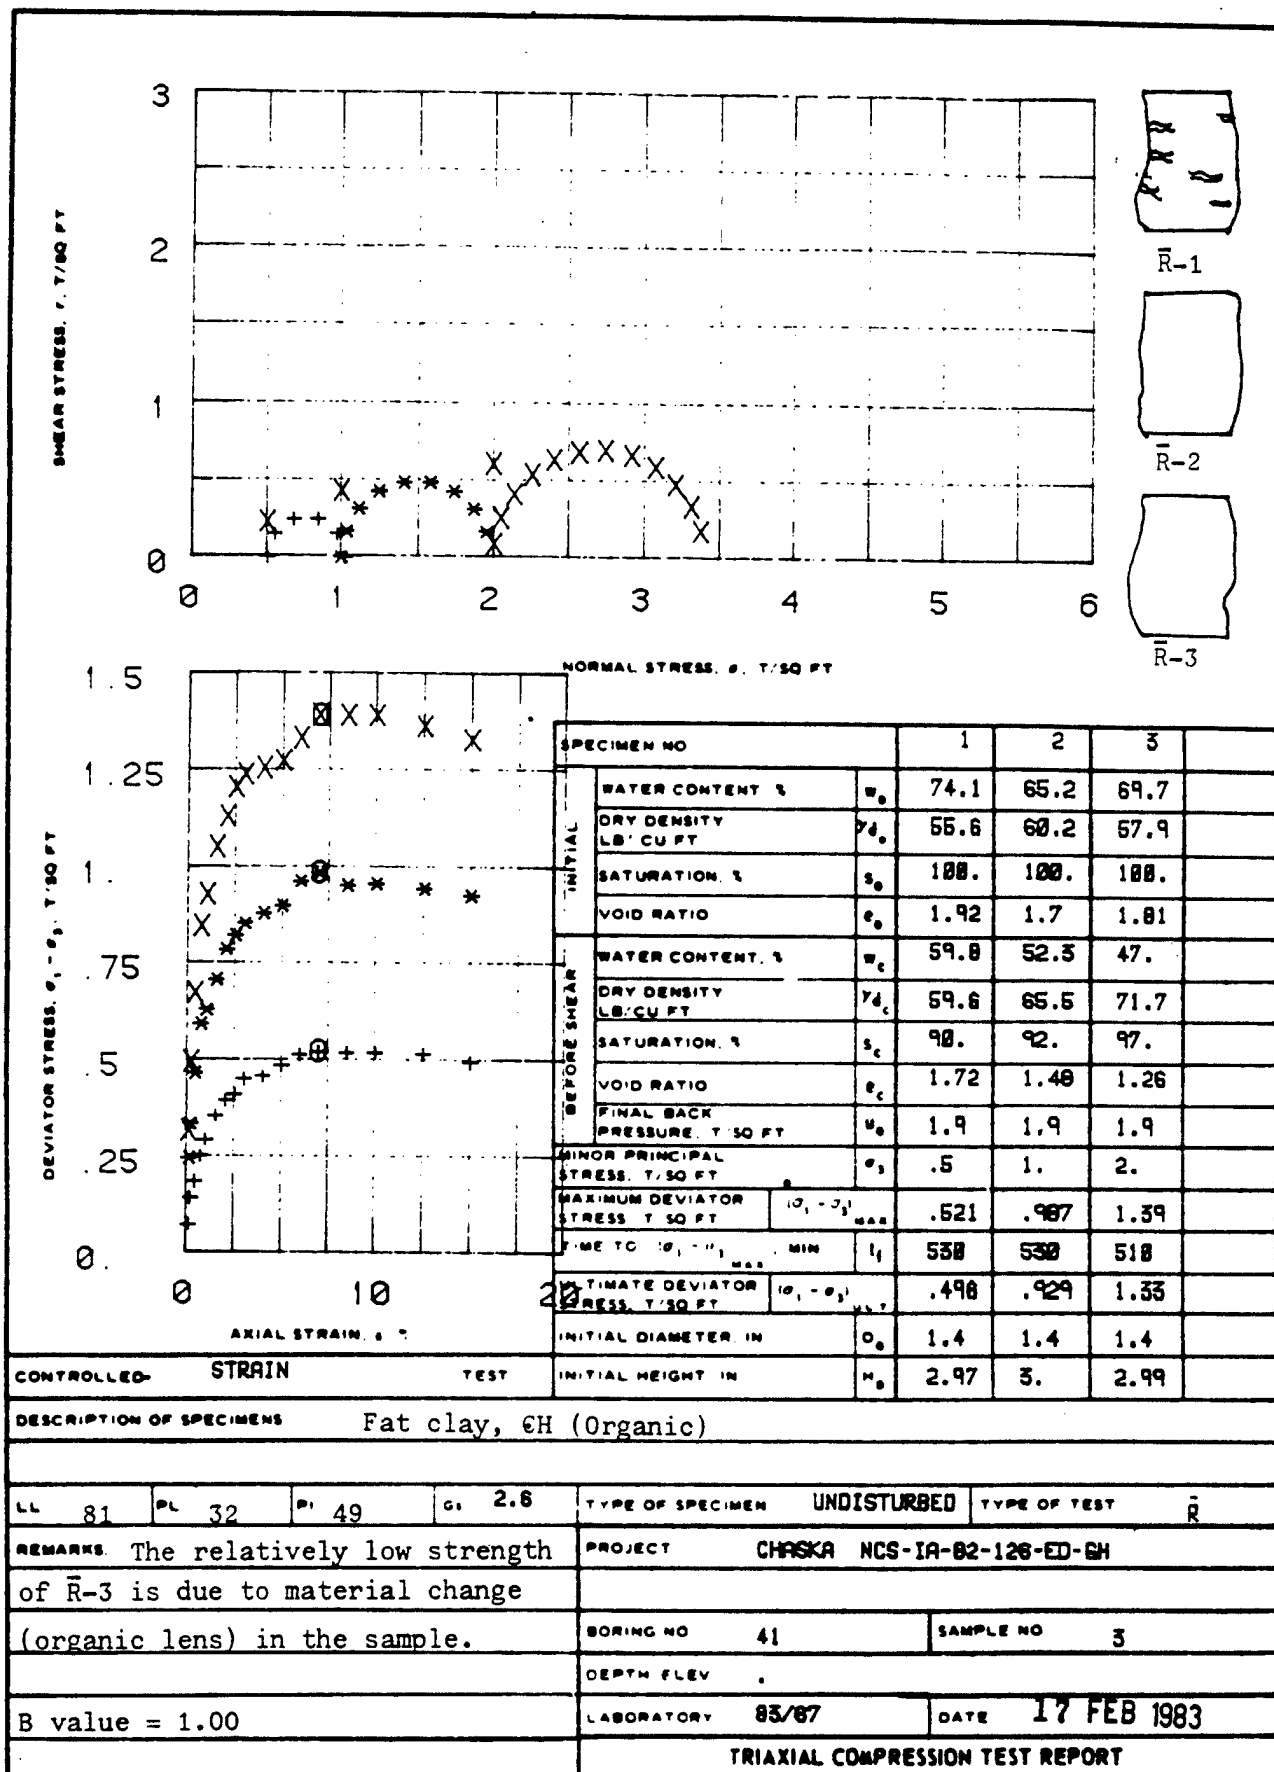 3
2
1
0
SHEAR STRESS, τ, T/SQ FT
0 1 2 3 4 5 6
NORMAL STRESS, σ, T/SQ FT
R̄-1
R̄-2
R̄-3
1.5
1.25
1.
.75
.5
.25
0.
DEVIATOR STRESS, σ₁ - σ₃, T/SQ FT
0 10 20
AXIAL STRAIN, ε %
CONTROLLED- STRAIN TEST
SPECIMEN NO 1 2 3
INITIAL
WATER CONTENT % w₀ 74.1 65.2 69.7
DRY DENSITY LB/CU FT γd₀ 55.6 60.2 57.9
SATURATION, % S₀ 100. 100. 100.
VOID RATIO e₀ 1.92 1.7 1.81
BEFORE SHEAR
WATER CONTENT, % w_c 59.8 52.3 47.
DRY DENSITY LB/CU FT γd_c 59.6 65.5 71.7
SATURATION, % S_c 90. 92. 97.
VOID RATIO e_c 1.72 1.48 1.26
FINAL BACK PRESSURE, T/SQ FT u₀ 1.9 1.9 1.9
MINOR PRINCIPAL STRESS, T/SQ FT σ₃ .5 1. 2.
MAXIMUM DEVIATOR STRESS T SQ FT (σ₁ - σ₃) MAX .521 .987 1.39
TIME TO (σ₁ - σ₃) MAX, MIN t_f 530 530 510
ULTIMATE DEVIATOR STRESS, T/SQ FT (σ₁ - σ₃) ULT .498 .929 1.33
INITIAL DIAMETER, IN D₀ 1.4 1.4 1.4
INITIAL HEIGHT IN H₀ 2.97 3. 2.99
DESCRIPTION OF SPECIMENS Fat clay, CH (Organic)
LL 81 PL 32 PI 49 Gs 2.6 TYPE OF SPECIMEN UNDISTURBED TYPE OF TEST R̄
REMARKS. The relatively low strength
of R̄-3 is due to material change
(organic lens) in the sample.
B value = 1.00
PROJECT CHASKA NCS-IA-82-126-ED-GH
BORING NO 41 SAMPLE NO 3
DEPTH ELEV .
LABORATORY 83/87 DATE 17 FEB 1983
TRIAXIAL COMPRESSION TEST REPORT